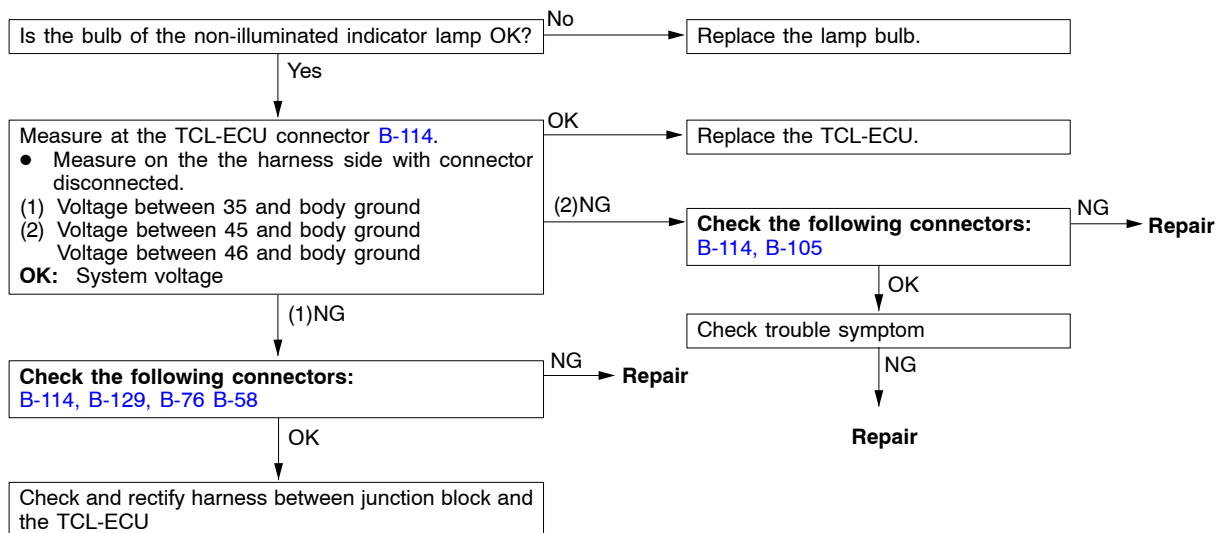 Is the bulb of the non-illuminated indicator lamp OK?
No
Replace the lamp bulb.
Yes
Measure at the TCL-ECU connector B-114.
● Measure on the the harness side with connector
disconnected.
(1) Voltage between 35 and body ground
(2) Voltage between 45 and body ground
Voltage between 46 and body ground
OK: System voltage
OK
Replace the TCL-ECU.
(2)NG
Check the following connectors:
B-114, B-105
NG
Repair
OK
Check trouble symptom
NG
Repair
(1)NG
Check the following connectors:
B-114, B-129, B-76 B-58
NG
Repair
OK
Check and rectify harness between junction block and
the TCL-ECU